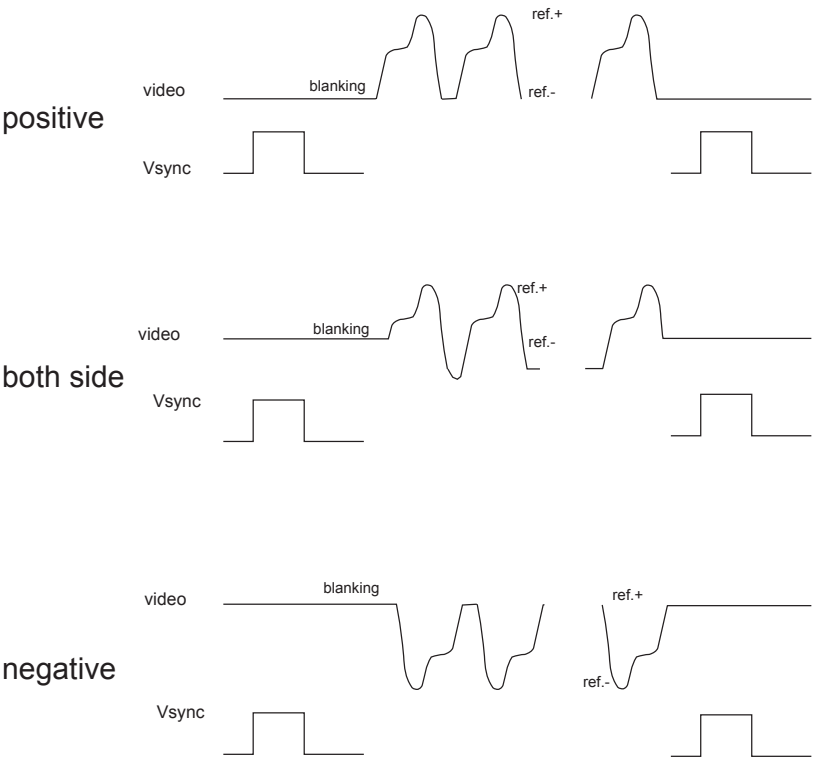 ref.+
video
blanking
ref.-
positive
Vsync
ref.+
video
blanking
ref.-
both side
Vsync
video
blanking
ref.+
negative
ref.-
Vsync